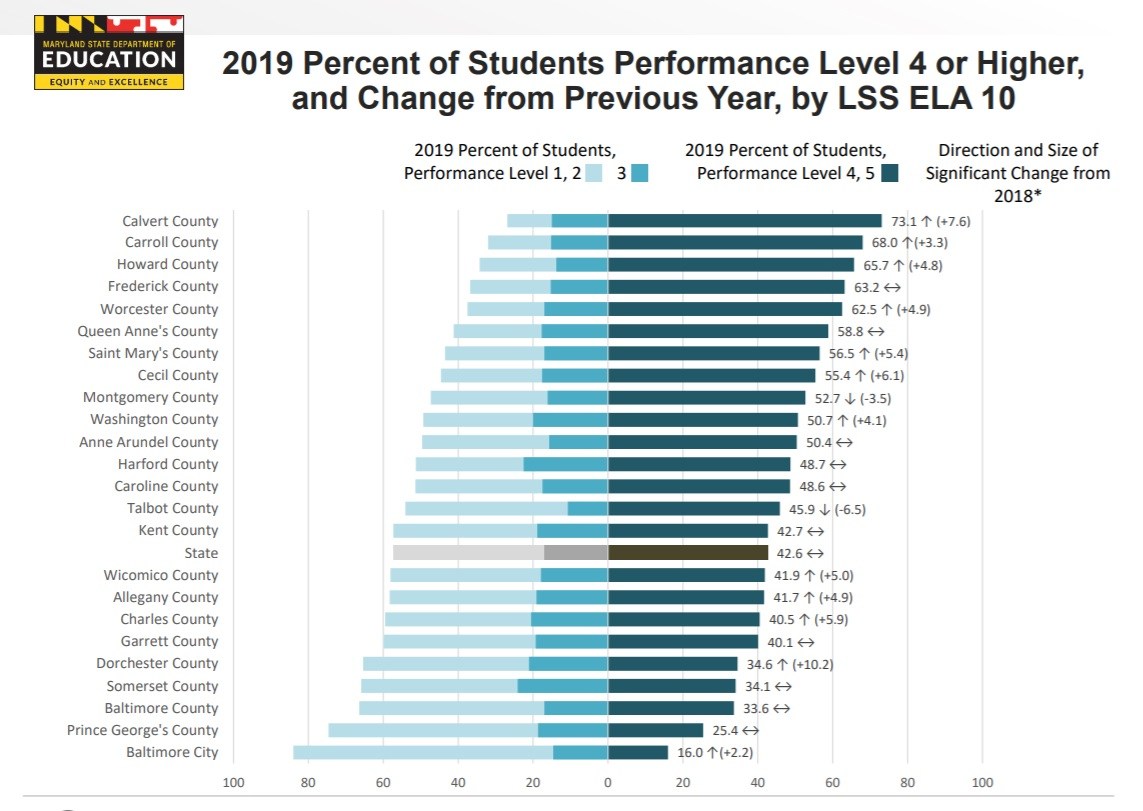 MARYLAND STATE DEPARTMENT OF
EDUCATION
EQUITY AND EXCELLENCE
2019 Percent of Students Performance Level 4 or Higher,
and Change from Previous Year, by LSS ELA 10
2019 Percent of Students,
Performance Level 1, 2
3
2019 Percent of Students,
Performance Level 4, 5
Direction and Size of
Significant Change from
2018*
Calvert County 73.1 ↑ (+7.6)
Carroll County 68.0 ↑(+3.3)
Howard County 65.7 ↑ (+4.8)
Frederick County 63.2 ↔
Worcester County 62.5 ↑ (+4.9)
Queen Anne's County 58.8 ↔
Saint Mary's County 56.5 ↑ (+5.4)
Cecil County 55.4 ↑ (+6.1)
Montgomery County 52.7 ↓ (-3.5)
Washington County 50.7 ↑ (+4.1)
Anne Arundel County 50.4 ↔
Harford County 48.7 ↔
Caroline County 48.6 ↔
Talbot County 45.9 ↓ (-6.5)
Kent County 42.7 ↔
State 42.6 ↔
Wicomico County 41.9 ↑ (+5.0)
Allegany County 41.7 ↑ (+4.9)
Charles County 40.5 ↑ (+5.9)
Garrett County 40.1 ↔
Dorchester County 34.6 ↑ (+10.2)
Somerset County 34.1 ↔
Baltimore County 33.6 ↔
Prince George's County 25.4 ↔
Baltimore City 16.0 ↑(+2.2)
100 80 60 40 20 0 20 40 60 80 100